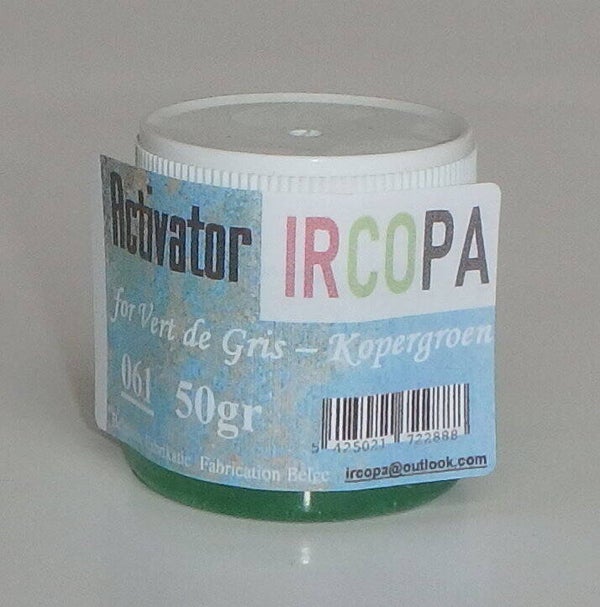 Activator
IRCOPA
for Vert de Gris – Kopergroen
061 50gr
5 425021 722888
Fabrication Belge
ircopa@outlook.com